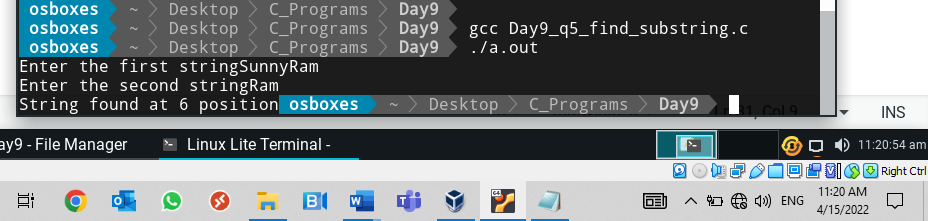 osboxes ~ Desktop C_Programs Day9
osboxes ~ Desktop C_Programs Day9 gcc Day9_q5_find_substring.c
osboxes ~ Desktop C_Programs Day9 ./a.out
Enter the first stringSunnyRam
Enter the second stringRam
String found at 6 position osboxes ~ Desktop C_Programs Day9
31, Col 9 INS
ay9 - File Manager Linux Lite Terminal - 11:20:54 am
Right Ctrl
ENG 11:20 AM
4/15/2022